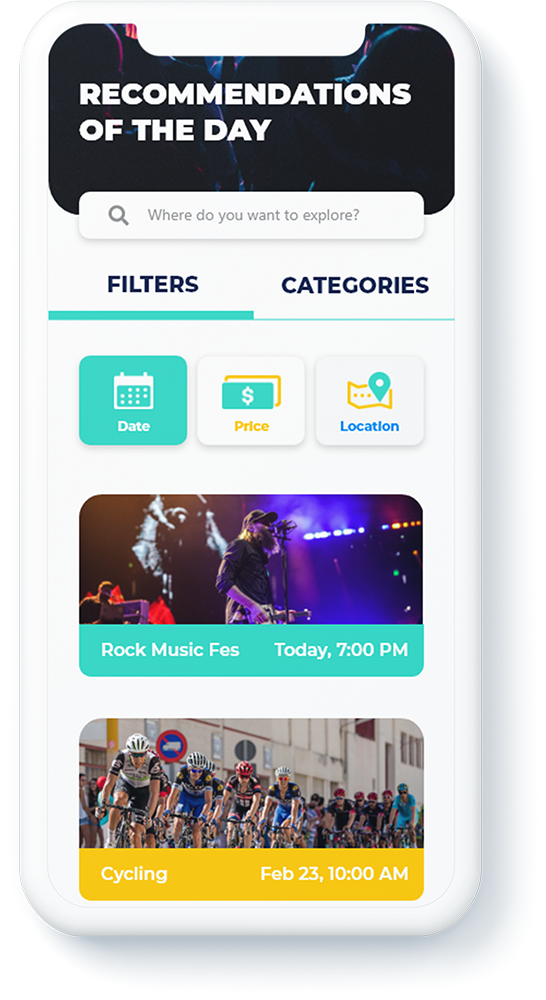 RECOMMENDATIONS
OF THE DAY
Where do you want to explore?
FILTERS CATEGORIES
$
Date Price Location
Rock Music Fes Today, 7:00 PM
Cycling Feb 23, 10:00 AM